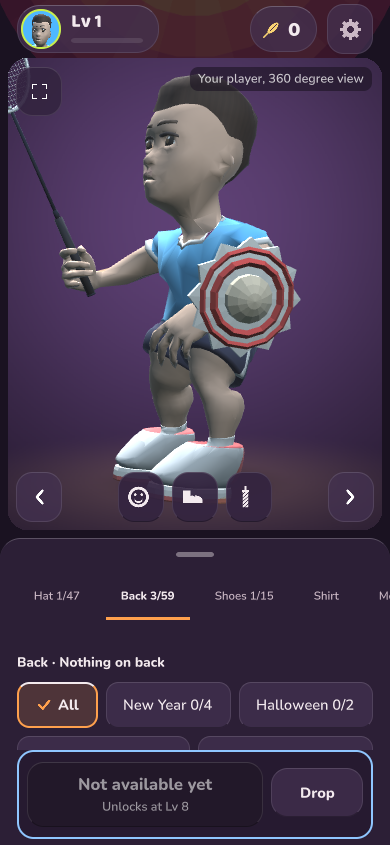 Lv 1
0
Your player, 360 degree view
Hat 1/47
Back 3/59
Shoes 1/15
Shirt
Back · Nothing on back
All
New Year 0/4
Halloween 0/2
Not available yet
Unlocks at Lv 8
Drop